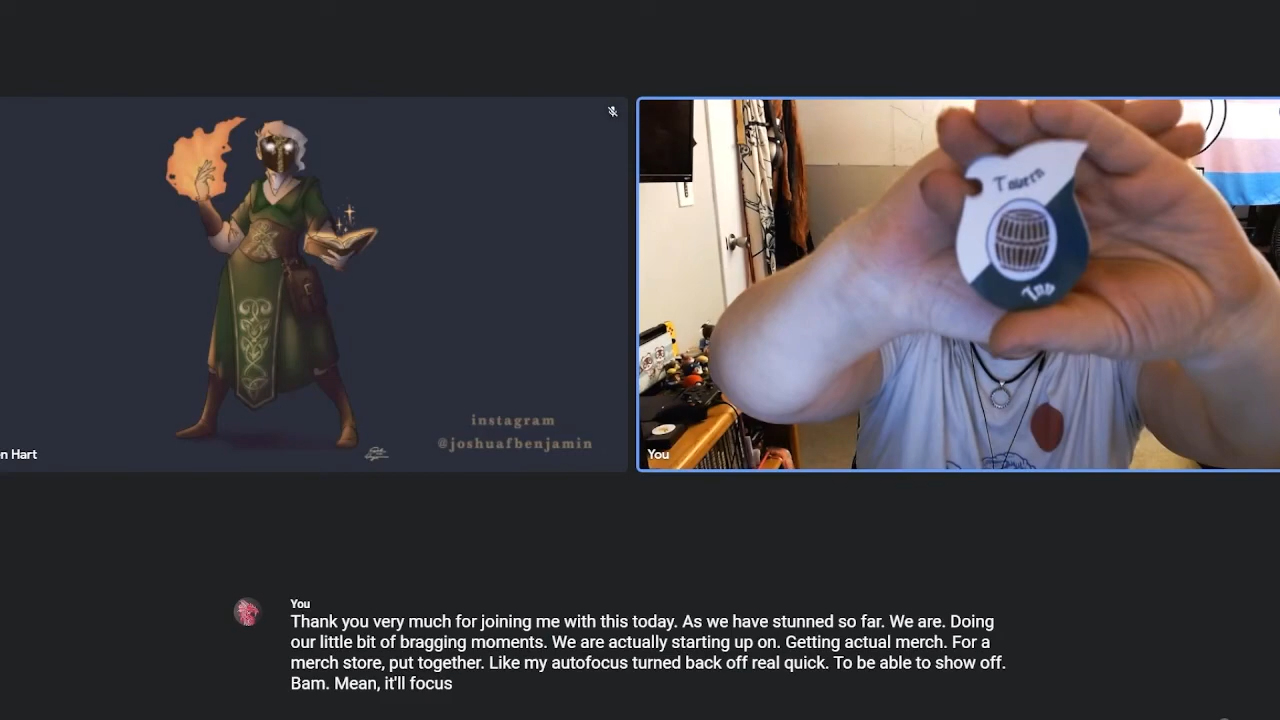 Tavern
Tap
instagram
@joshuafbenjamin
n Hart
You
You
Thank you very much for joining me with this today. As we have stunned so far. We are. Doing
our little bit of bragging moments. We are actually starting up on. Getting actual merch. For a
merch store, put together. Like my autofocus turned back off real quick. To be able to show off.
Bam. Mean, it'll focus